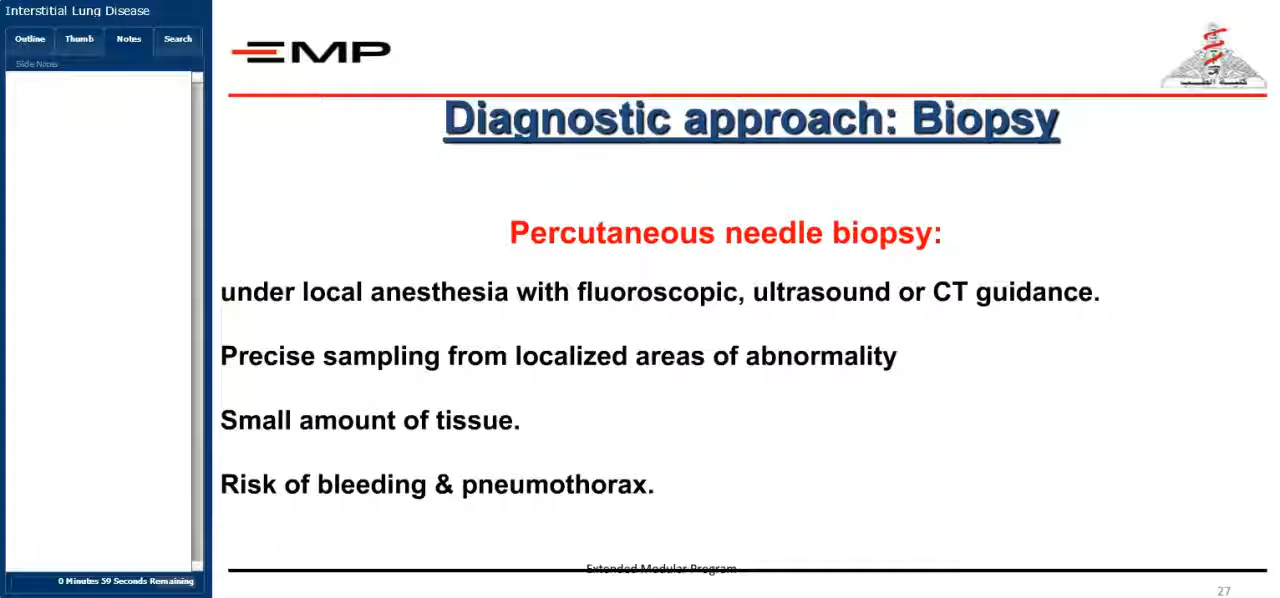 Interstitial Lung Disease
Outline Thumb Notes Search
Slide Notes
EMP
كلية الطب
Diagnostic approach: Biopsy
Percutaneous needle biopsy:
under local anesthesia with fluoroscopic, ultrasound or CT guidance.
Precise sampling from localized areas of abnormality
Small amount of tissue.
Risk of bleeding & pneumothorax.
Extended Modular Program
0 Minutes 59 Seconds Remaining
27